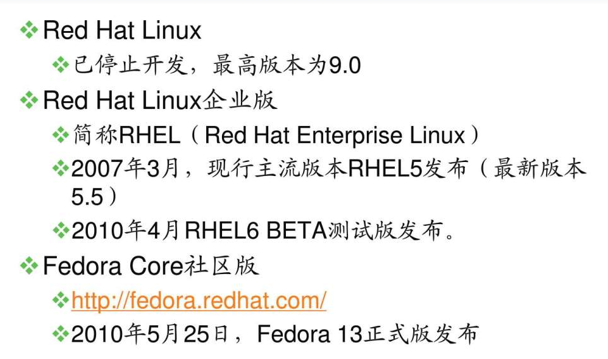 Red Hat Linux
已停止开发，最高版本为9.0
Red Hat Linux企业版
简称RHEL（Red Hat Enterprise Linux）
2007年3月，现行主流版本RHEL5发布（最新版本
5.5）
2010年4月RHEL6 BETA测试版发布。
Fedora Core社区版
http://fedora.redhat.com/
2010年5月25日，Fedora 13正式版发布